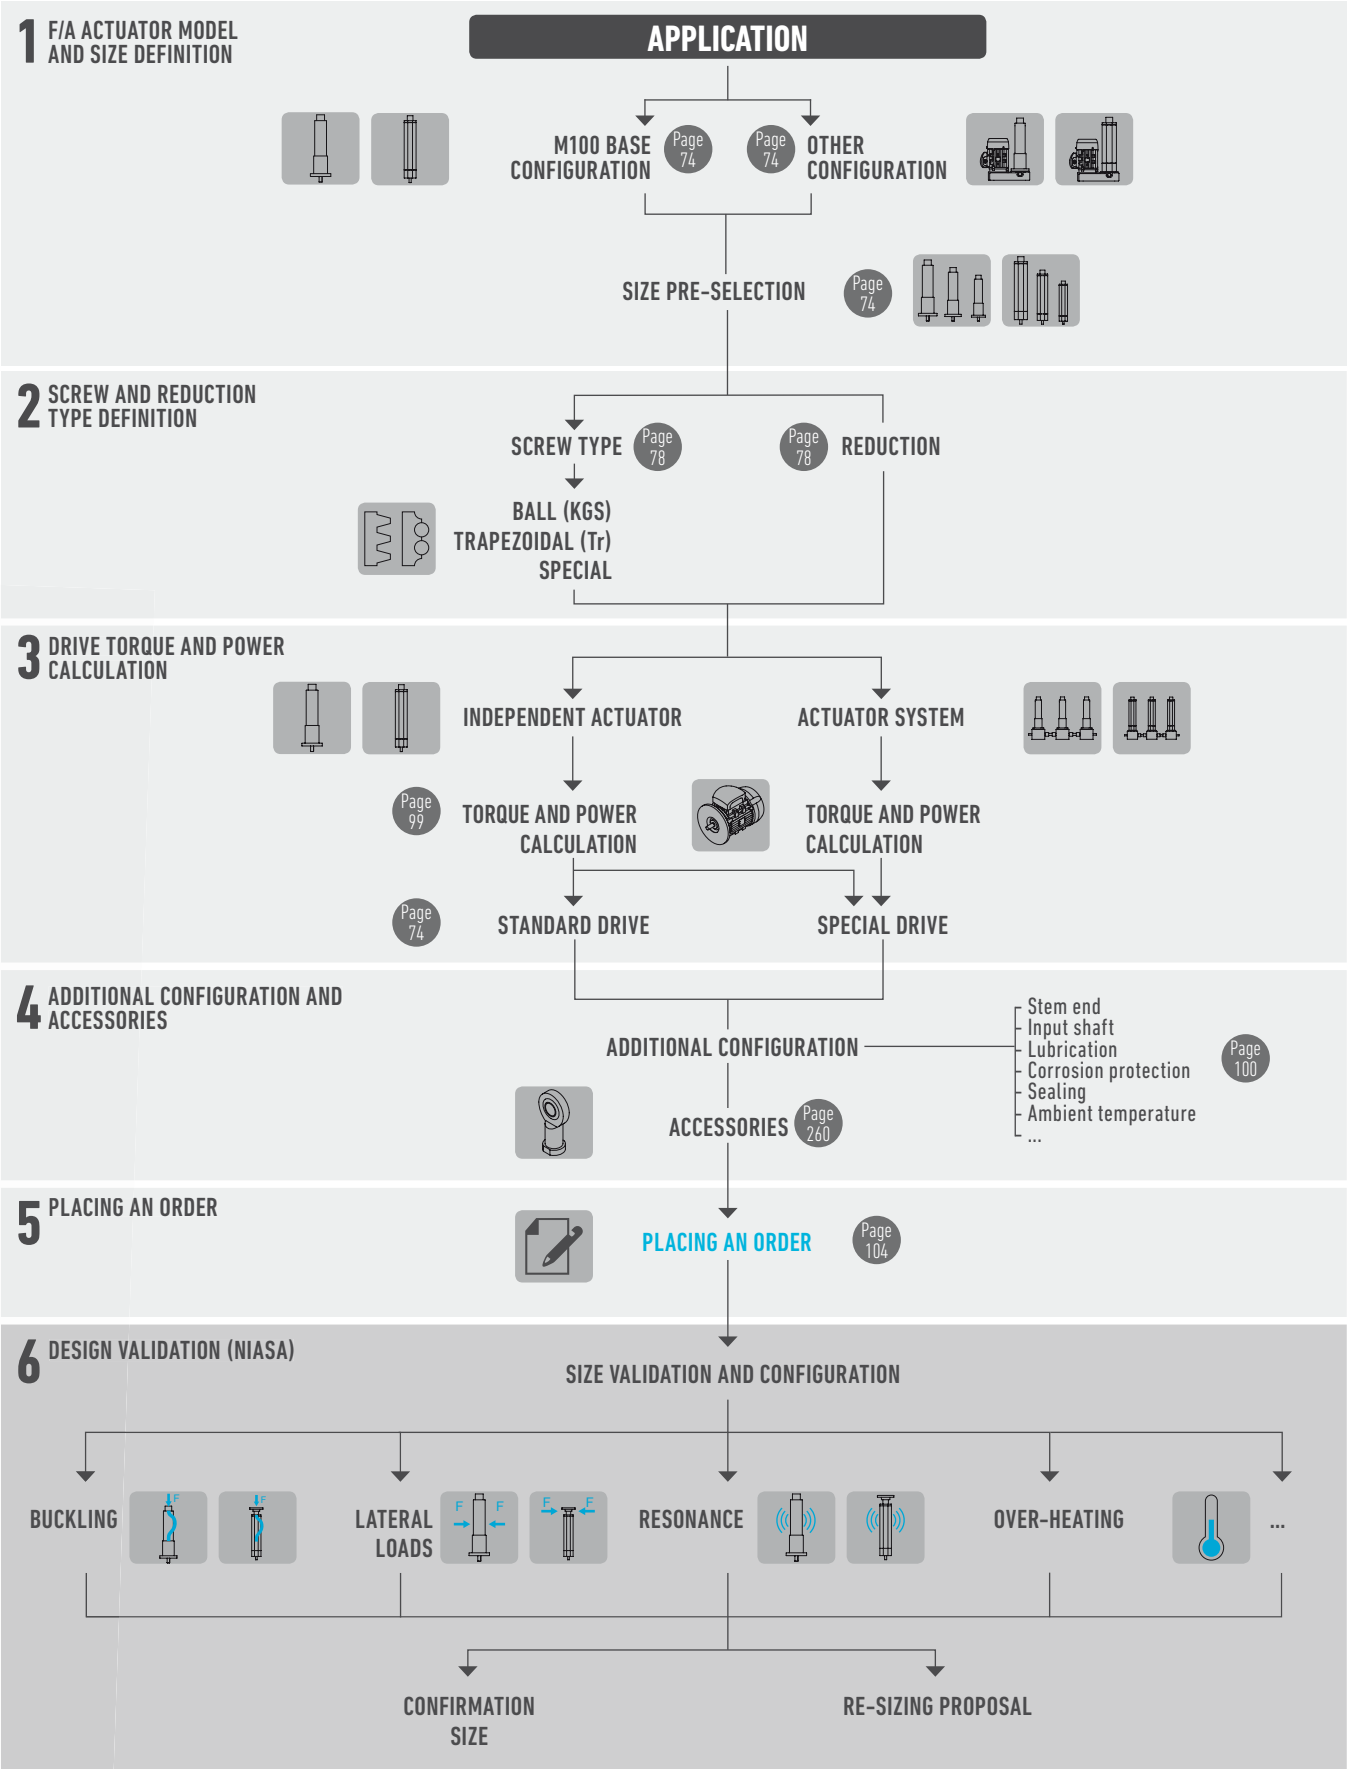 1 F/A ACTUATOR MODEL
AND SIZE DEFINITION
APPLICATION
M100 BASE
CONFIGURATION
Page
74
Page
74
OTHER
CONFIGURATION
SIZE PRE-SELECTION
Page
74
2 SCREW AND REDUCTION
TYPE DEFINITION
SCREW TYPE
Page
78
Page
78
REDUCTION
BALL (KGS)
TRAPEZOIDAL (Tr)
SPECIAL
3 DRIVE TORQUE AND POWER
CALCULATION
INDEPENDENT ACTUATOR
ACTUATOR SYSTEM
Page
99
TORQUE AND POWER
CALCULATION
TORQUE AND POWER
CALCULATION
Page
74
STANDARD DRIVE
SPECIAL DRIVE
4 ADDITIONAL CONFIGURATION AND
ACCESSORIES
ADDITIONAL CONFIGURATION
Stem end
Input shaft
Lubrication
Corrosion protection
Sealing
Ambient temperature
...
Page
100
ACCESSORIES
Page
260
5 PLACING AN ORDER
PLACING AN ORDER
Page
104
6 DESIGN VALIDATION (NIASA)
SIZE VALIDATION AND CONFIGURATION
BUCKLING
F
F
LATERAL
LOADS
F F
F F
RESONANCE
OVER-HEATING
...
CONFIRMATION
SIZE
RE-SIZING PROPOSAL